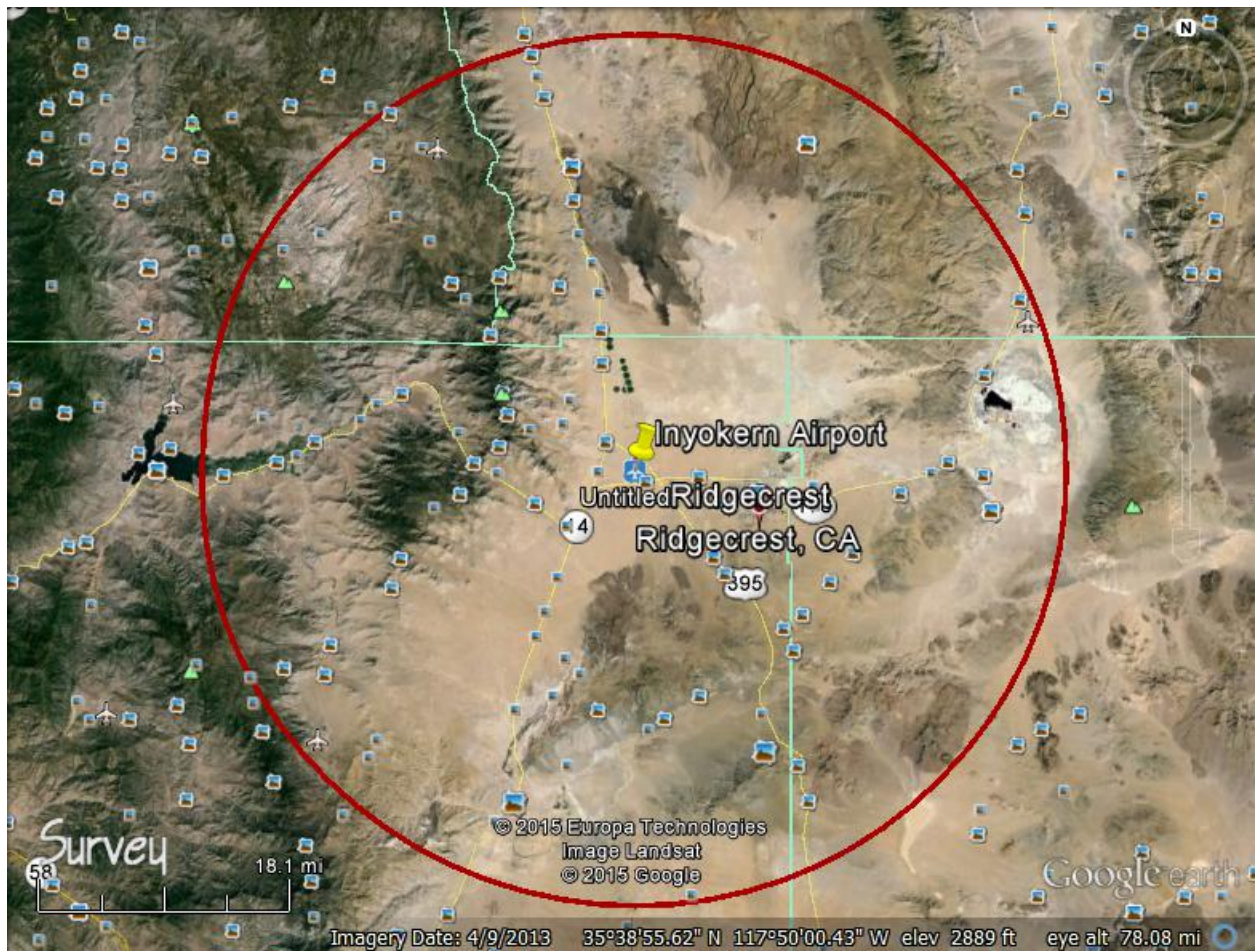 N
Inyokern Airport
Untitled Ridgecrest
Ridgecrest, CA
14
395
© 2015 Europa Technologies
Image Landsat
© 2015 Google
Survey
18.1 mi
58
Google earth
Imagery Date: 4/9/2013 35°38'55.62" N 117°50'00.43" W elev 2889 ft eye alt 78.08 mi